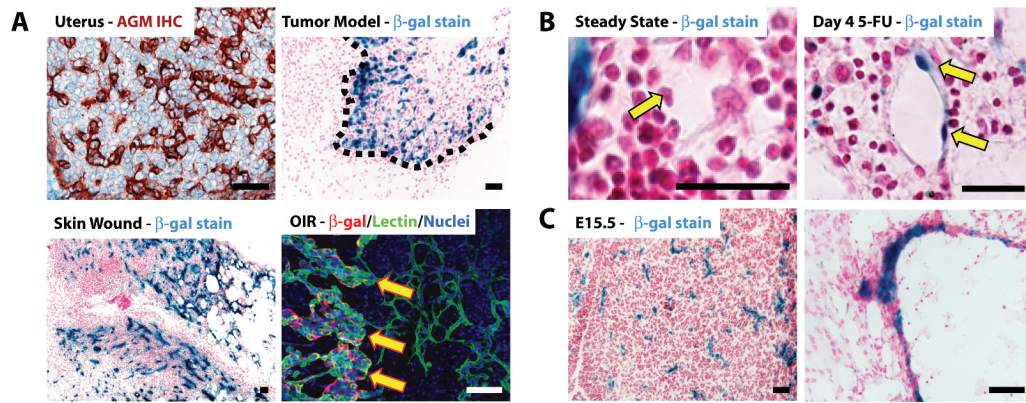 A
Uterus - AGM IHC
Tumor Model - β-gal stain
B
Steady State - β-gal stain
Day 4 5-FU - β-gal stain
Skin Wound - β-gal stain
OIR - β-gal/Lectin/Nuclei
C
E15.5 - β-gal stain